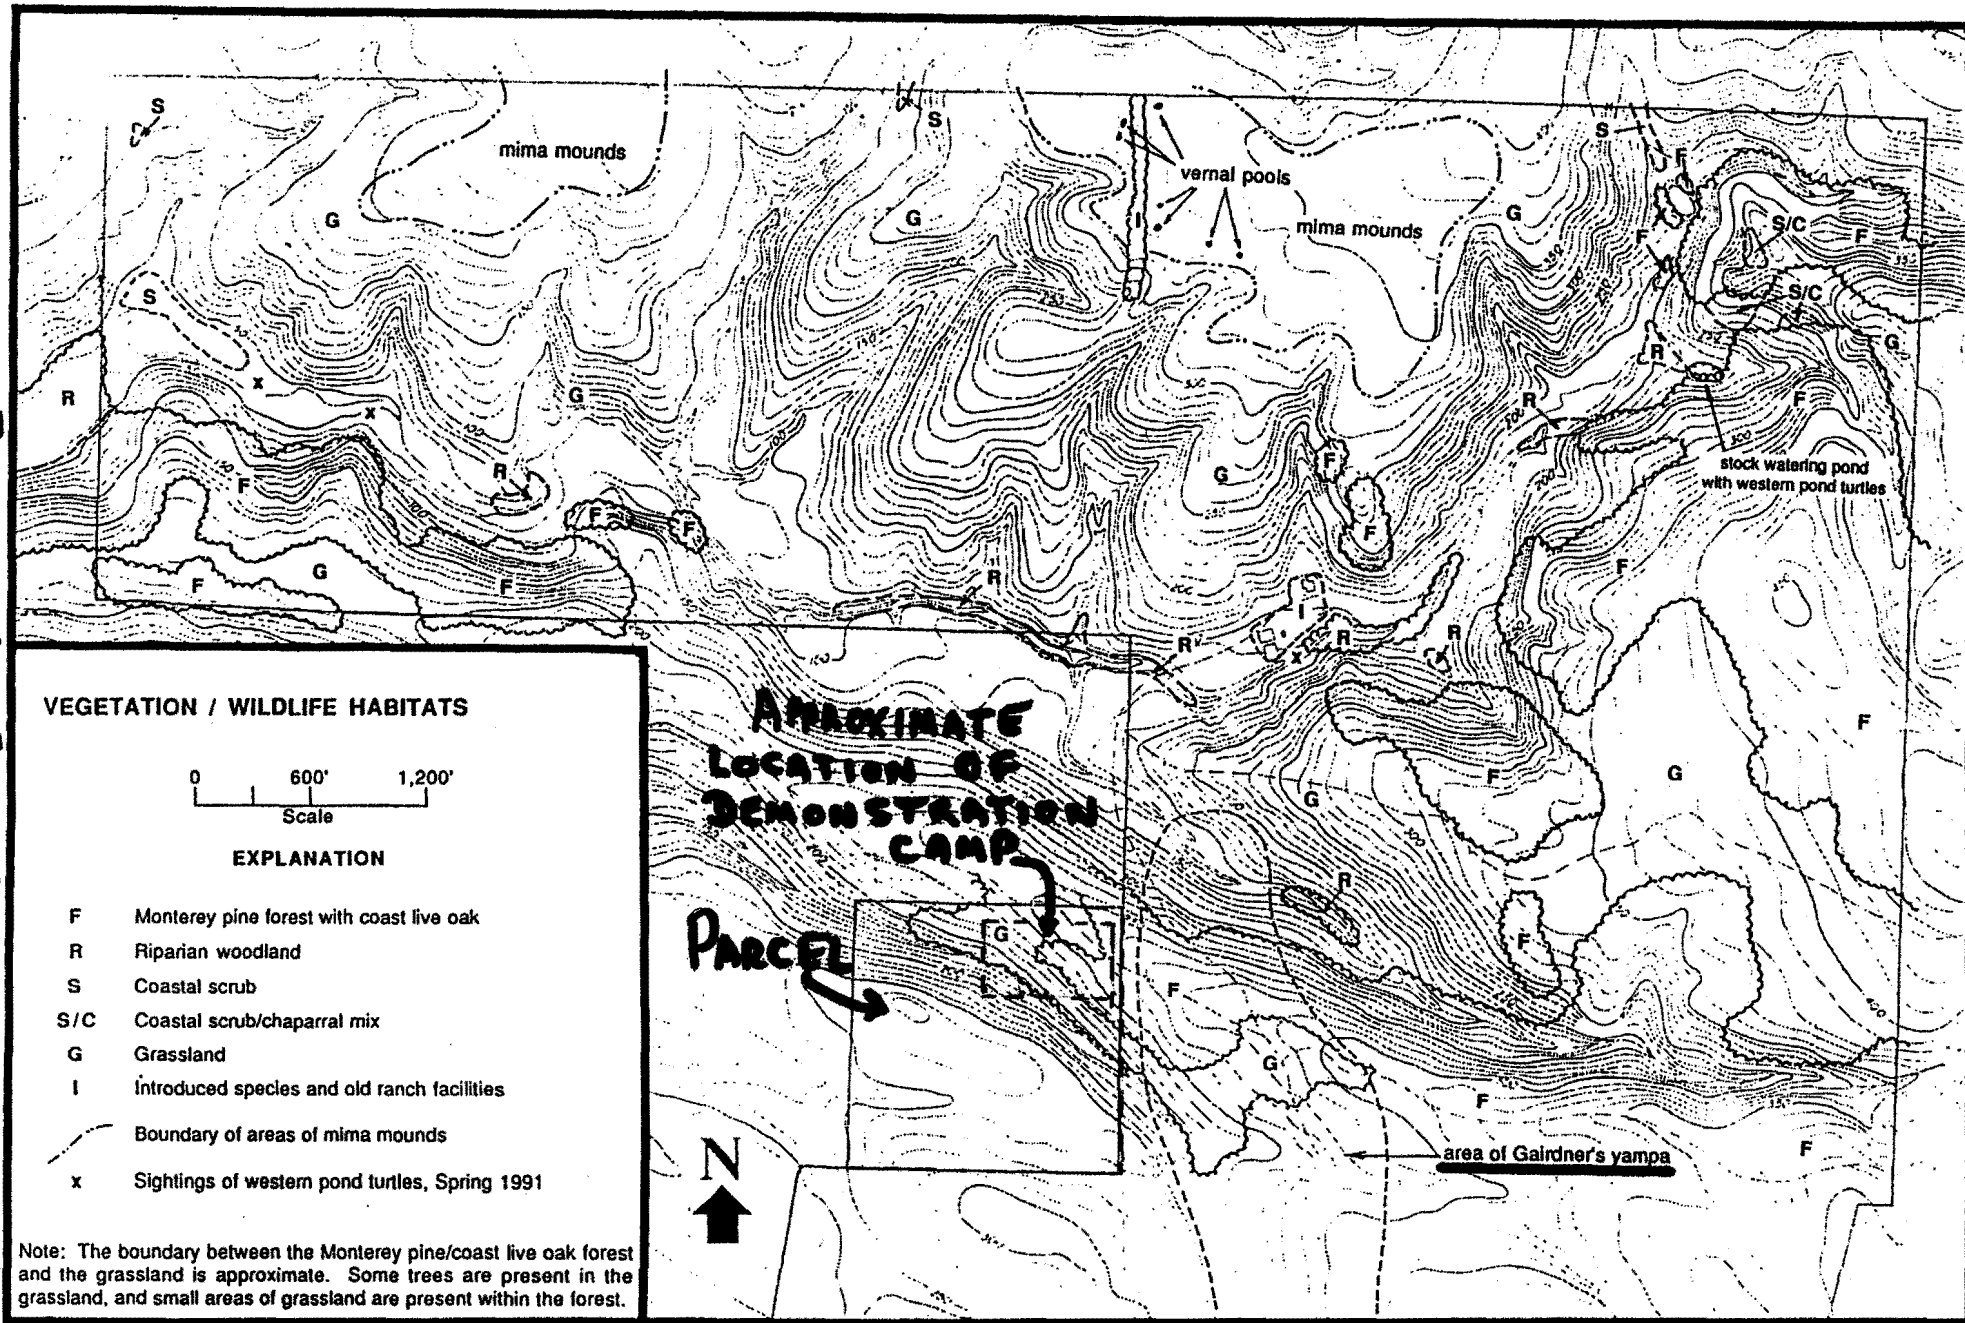 S
mima mounds
S
vernal pools
S
F
G
G
I
mima mounds
G
S/C
F
F
S
S/C
R
G
R
G
R
F
x
x
F
R
G
F
stock watering pond
with western pond turtles
F
R
F
F
F
F
G
F
F
R
I
R
R
R
x
F
VEGETATION / WILDLIFE HABITATS
0 600' 1,200'
Scale
EXPLANATION
F Monterey pine forest with coast live oak
R Riparian woodland
S Coastal scrub
S/C Coastal scrub/chaparral mix
G Grassland
I Introduced species and old ranch facilities
Boundary of areas of mima mounds
x Sightings of western pond turtles, Spring 1991
Note: The boundary between the Monterey pine/coast live oak forest
and the grassland is approximate. Some trees are present in the
grassland, and small areas of grassland are present within the forest.
APPROXIMATE
LOCATION OF
DEMONSTRATION
CAMP
PARCEL
G
F
G
G
R
F
F
G
F
F
area of Gairdner's yampa
N